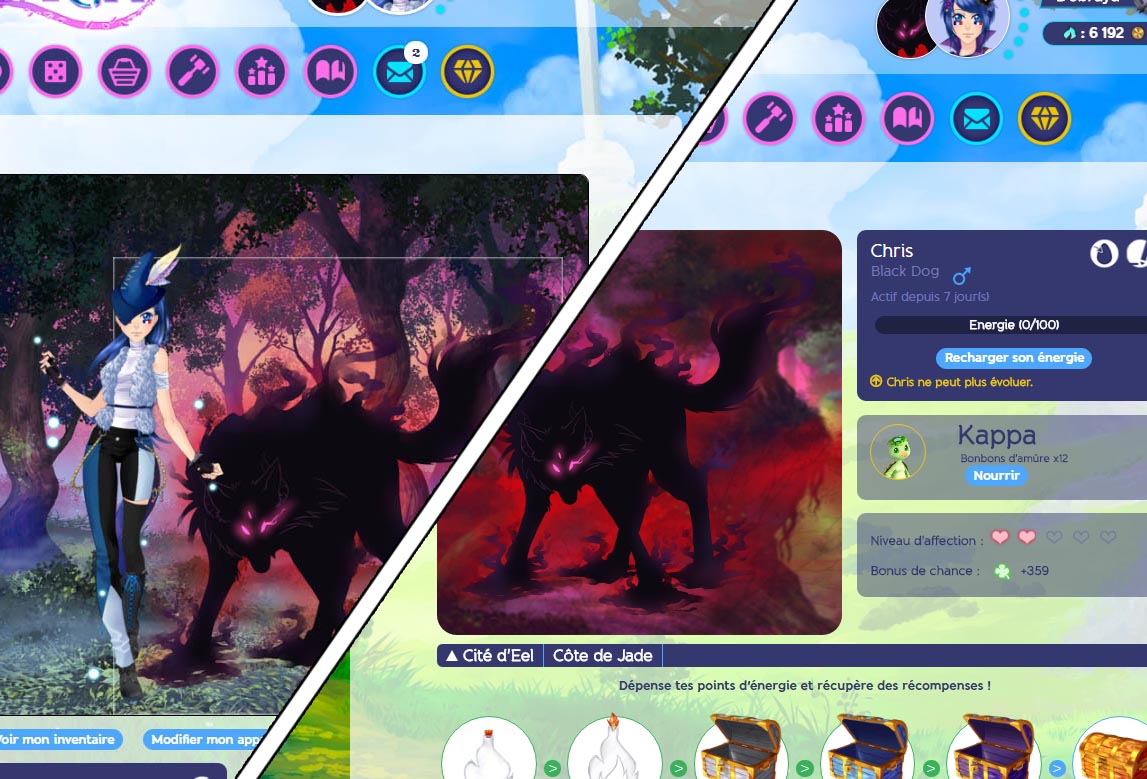 : 6 192
2
Chris
Black Dog
Actif depuis 7 jour(s)
Energie (0/100)
Recharger son énergie
Chris ne peut plus évoluer.
Kappa
Bonbons d'amûre x12
Nourrir
Niveau d'affection :
Bonus de chance : +359
▲ Cité d'Eel
Côte de Jade
Dépense tes points d'énergie et récupère des récompenses !
> > > > >
Voir mon inventaire
Modifier mon app